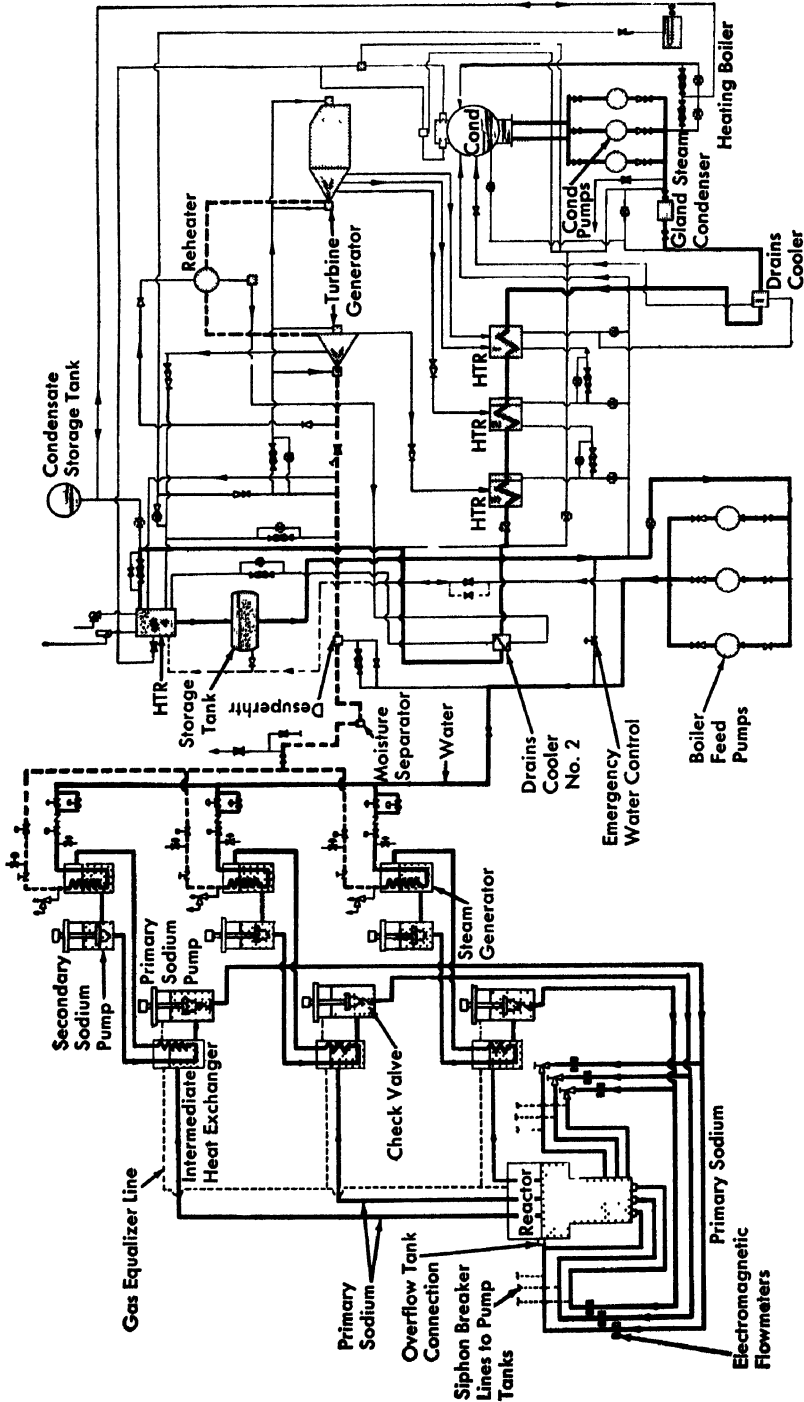 Gas Equalizer Line
Primary
Sodium
Overflow Tank
Connection
Siphon Breaker
Lines to Pump
Tanks
Electromagnetic
Flowmeters
Primary Sodium
Reactor
Secondary
Sodium
Pump
Intermediate
Heat Exchanger
Primary
Sodium
Pump
Check Valve
Steam
Generator
HTR
Storage
Tank
Desuperhtr
Moisture
Separator
Water
Drains
Cooler
No. 2
Emergency
Water Control
Boiler
Feed
Pumps
Condensate
Storage Tank
Reheater
Turbine
Generator
HTR
HTR
HTR
Cond
Cond
Pumps
Gland Steam
Condenser
Drains
Cooler
Heating Boiler